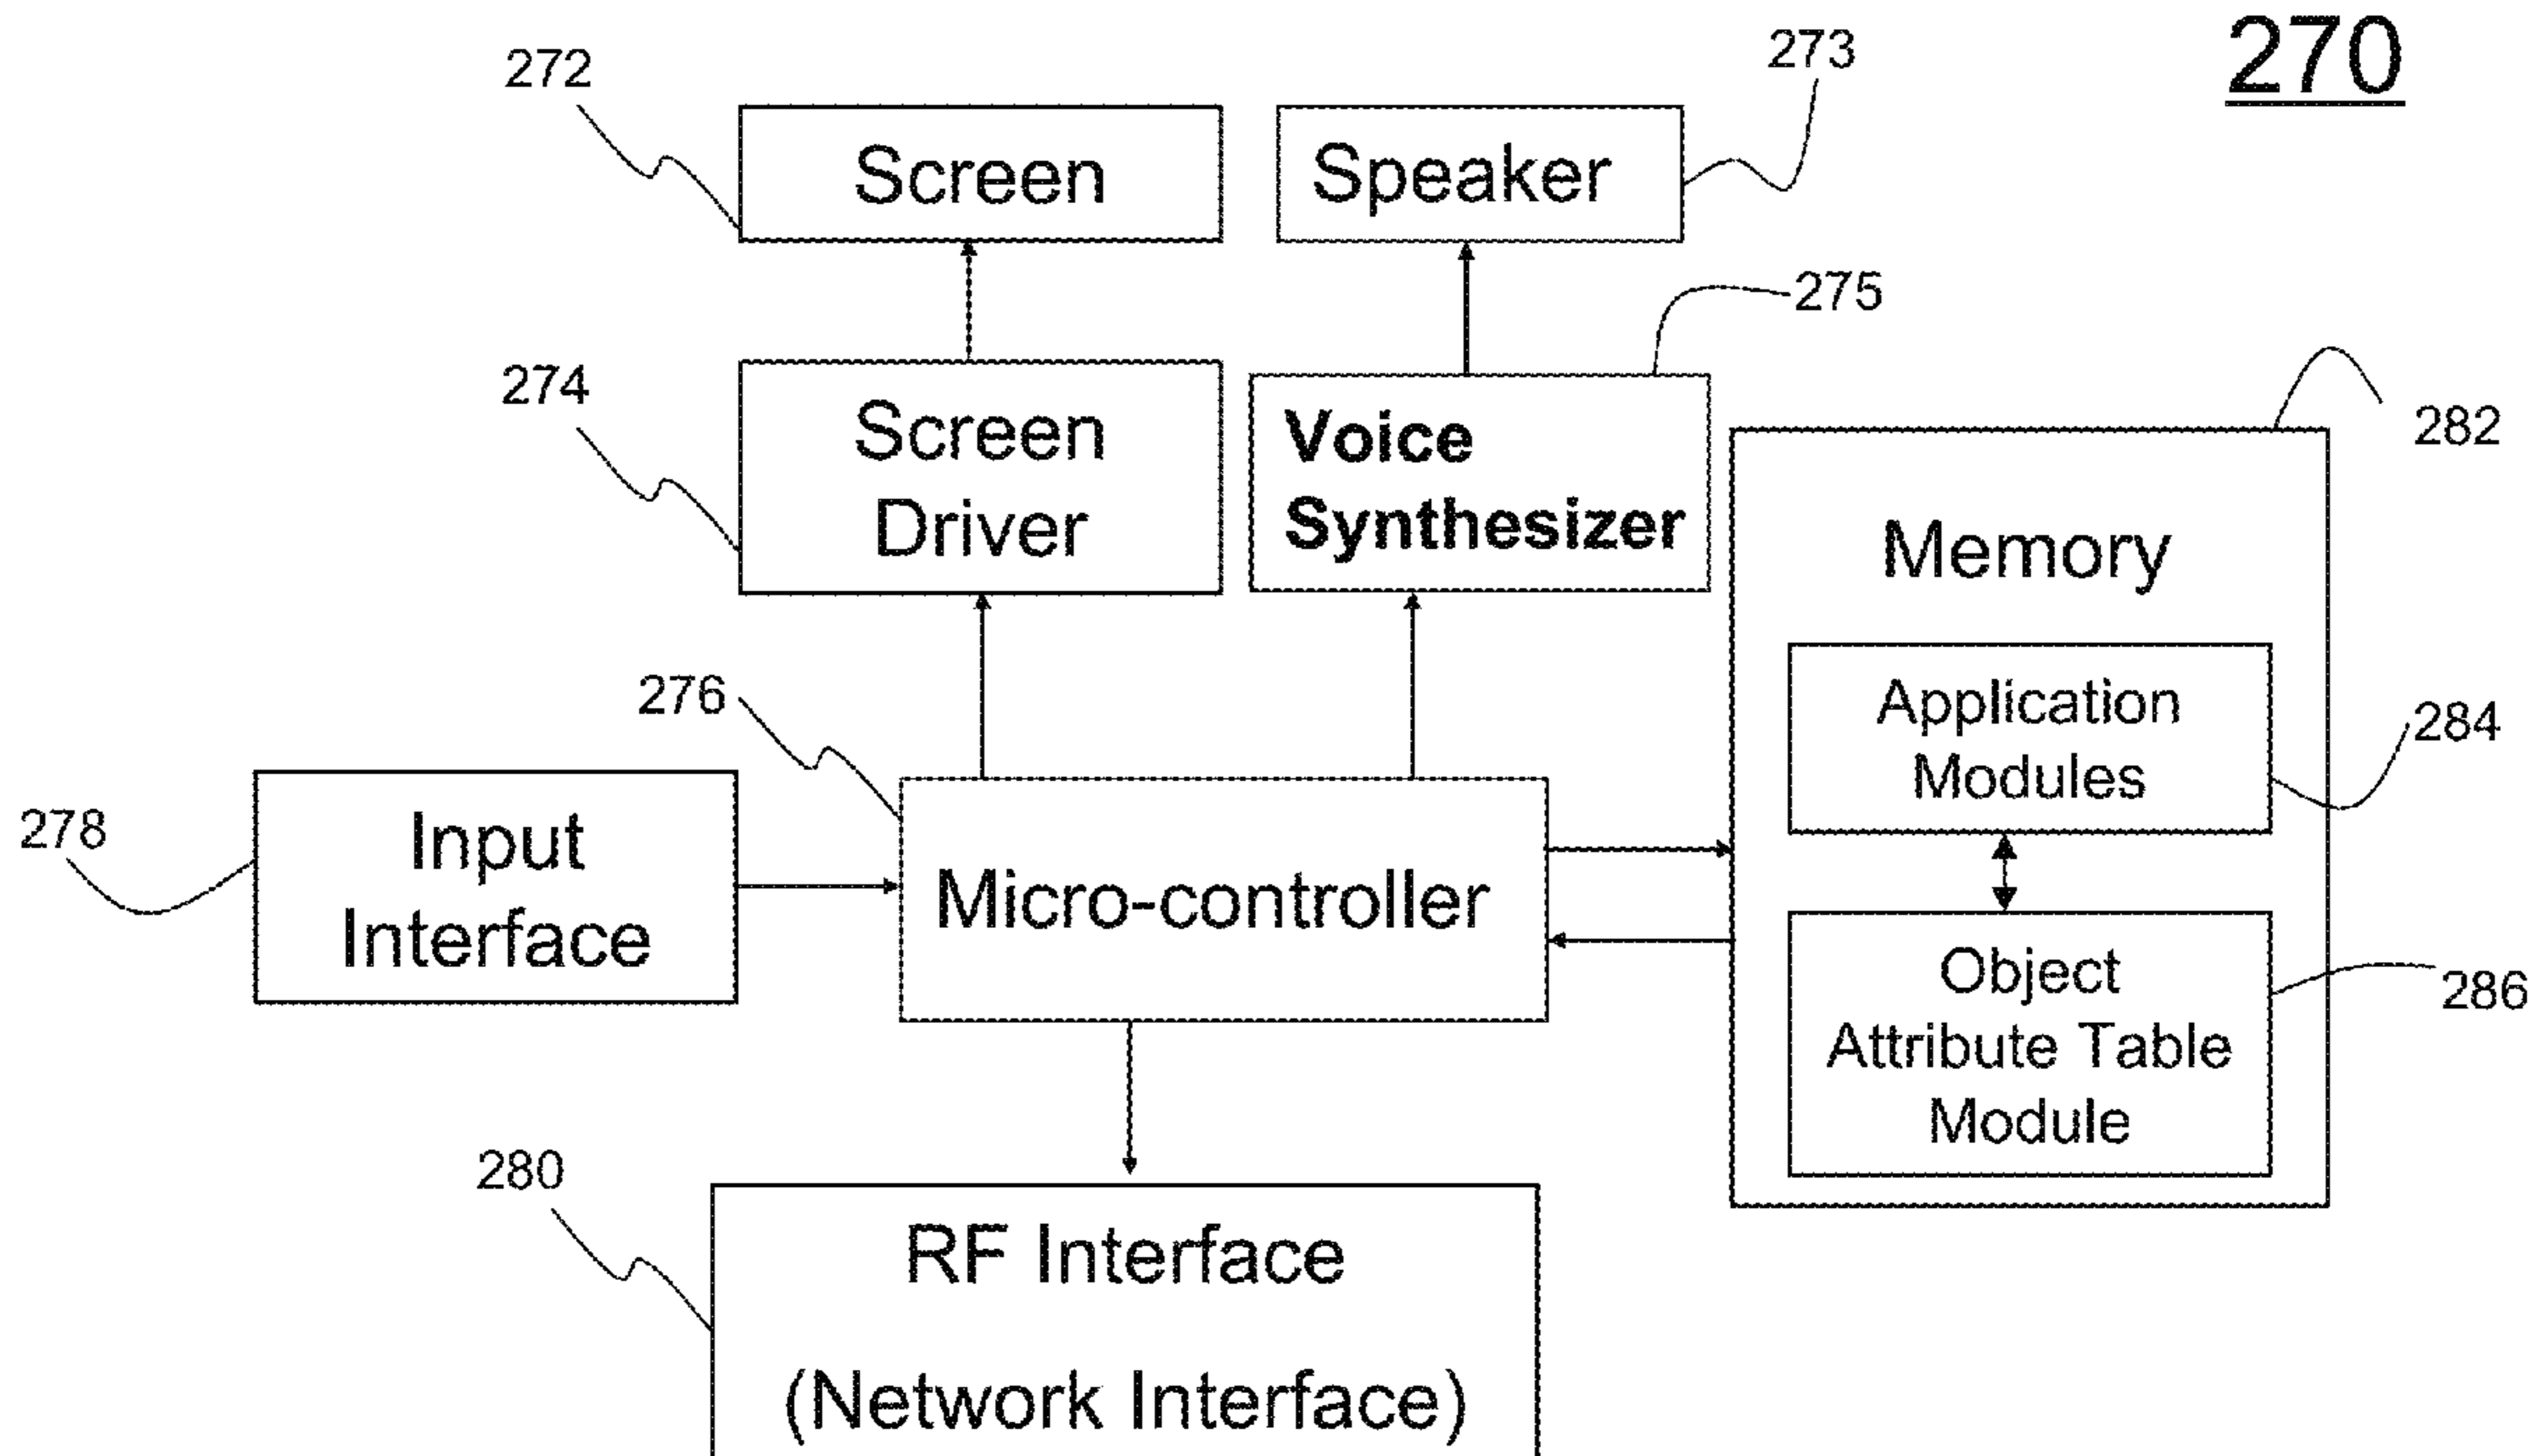 270
272
273
Screen
Speaker
275
274
Screen
Driver
Voice
Synthesizer
282
Memory
276
Application
Modules
284
278
Input
Interface
Micro-controller
Object
Attribute Table
Module
286
280
RF Interface
(Network Interface)